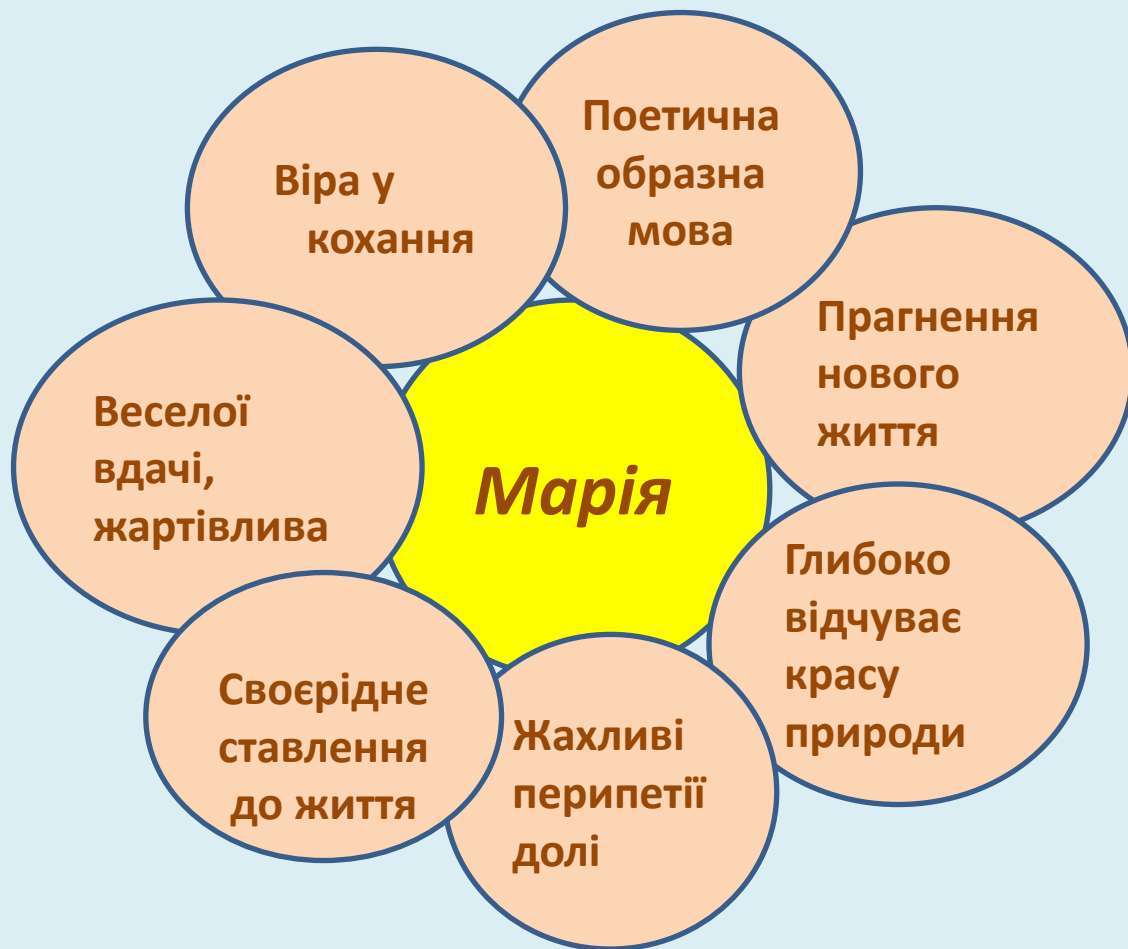 Поетична
образна
мова
Віра у
кохання
Прагнення
нового
життя
Веселої
вдачі,
жартівлива
Марія
Глибоко
відчуває
красу
природи
Своєрідне
ставлення
до життя
Жахливі
перипетії
долі